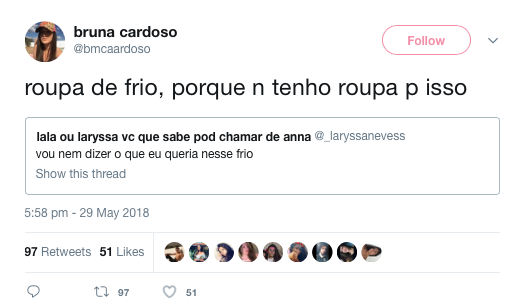 bruna cardoso
@bmcaardoso
Follow
roupa de frio, porque n tenho roupa p isso
lala ou laryssa vc que sabe pod chamar de anna @_laryssanevess
vou nem dizer o que eu queria nesse frio
Show this thread
5:58 pm - 29 May 2018
97 Retweets 51 Likes
97 51